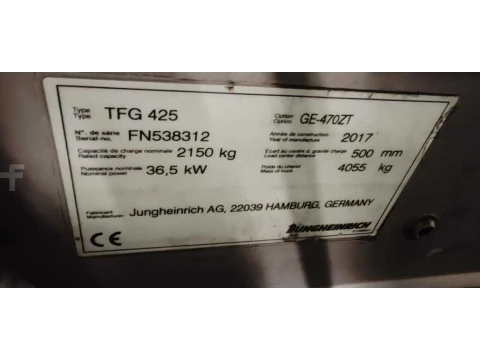 Type
Type TFG 425 Option
Option GE-470ZT
N°. de série
Serial-no. FN538312 Année de construction
Year of manufact 2017
Capacité de charge nominale
Rated capacity 2150 kg Ecart au centre d. gravité charge
Load center distance 500 mm
Puissance nominale
Nominal power 36,5 kW Poids du chariot
Mass of truck 4055 kg
Fabricant
Manufacturer Jungheinrich AG, 22039 HAMBURG, GERMANY
CE JUNGHEINRICH
f